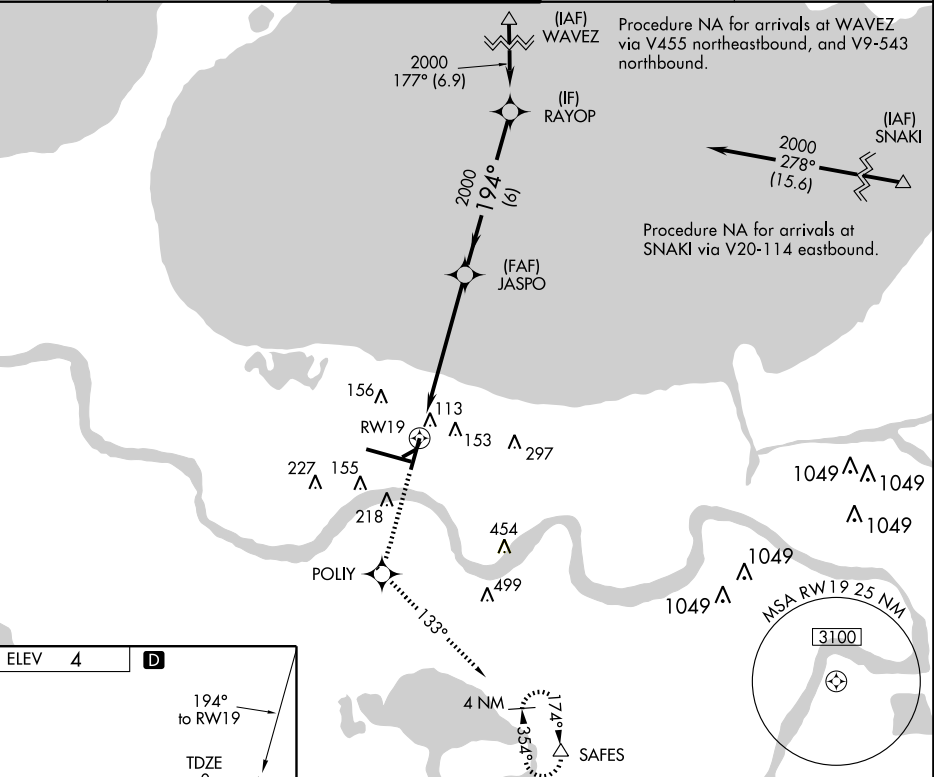 (IAF)
WAVEZ
Procedure NA for arrivals at WAVEZ
via V455 northeastbound, and V9-543
northbound.
2000
177° (6.9)
(IF)
RAYOP
(IAF)
SNAKI
2000
278°
(15.6)
2000
194°
(6)
Procedure NA for arrivals at
SNAKI via V20-114 eastbound.
(FAF)
JASPO
156
113
RW19
153
297
227
155
218
1049
1049
1049
454
499
1049
1049
POLIY
133°
MSA RW19 25 NM
3100
ELEV 4
D
194°
to RW19
TDZE
4 NM
174°
354°
SAFES